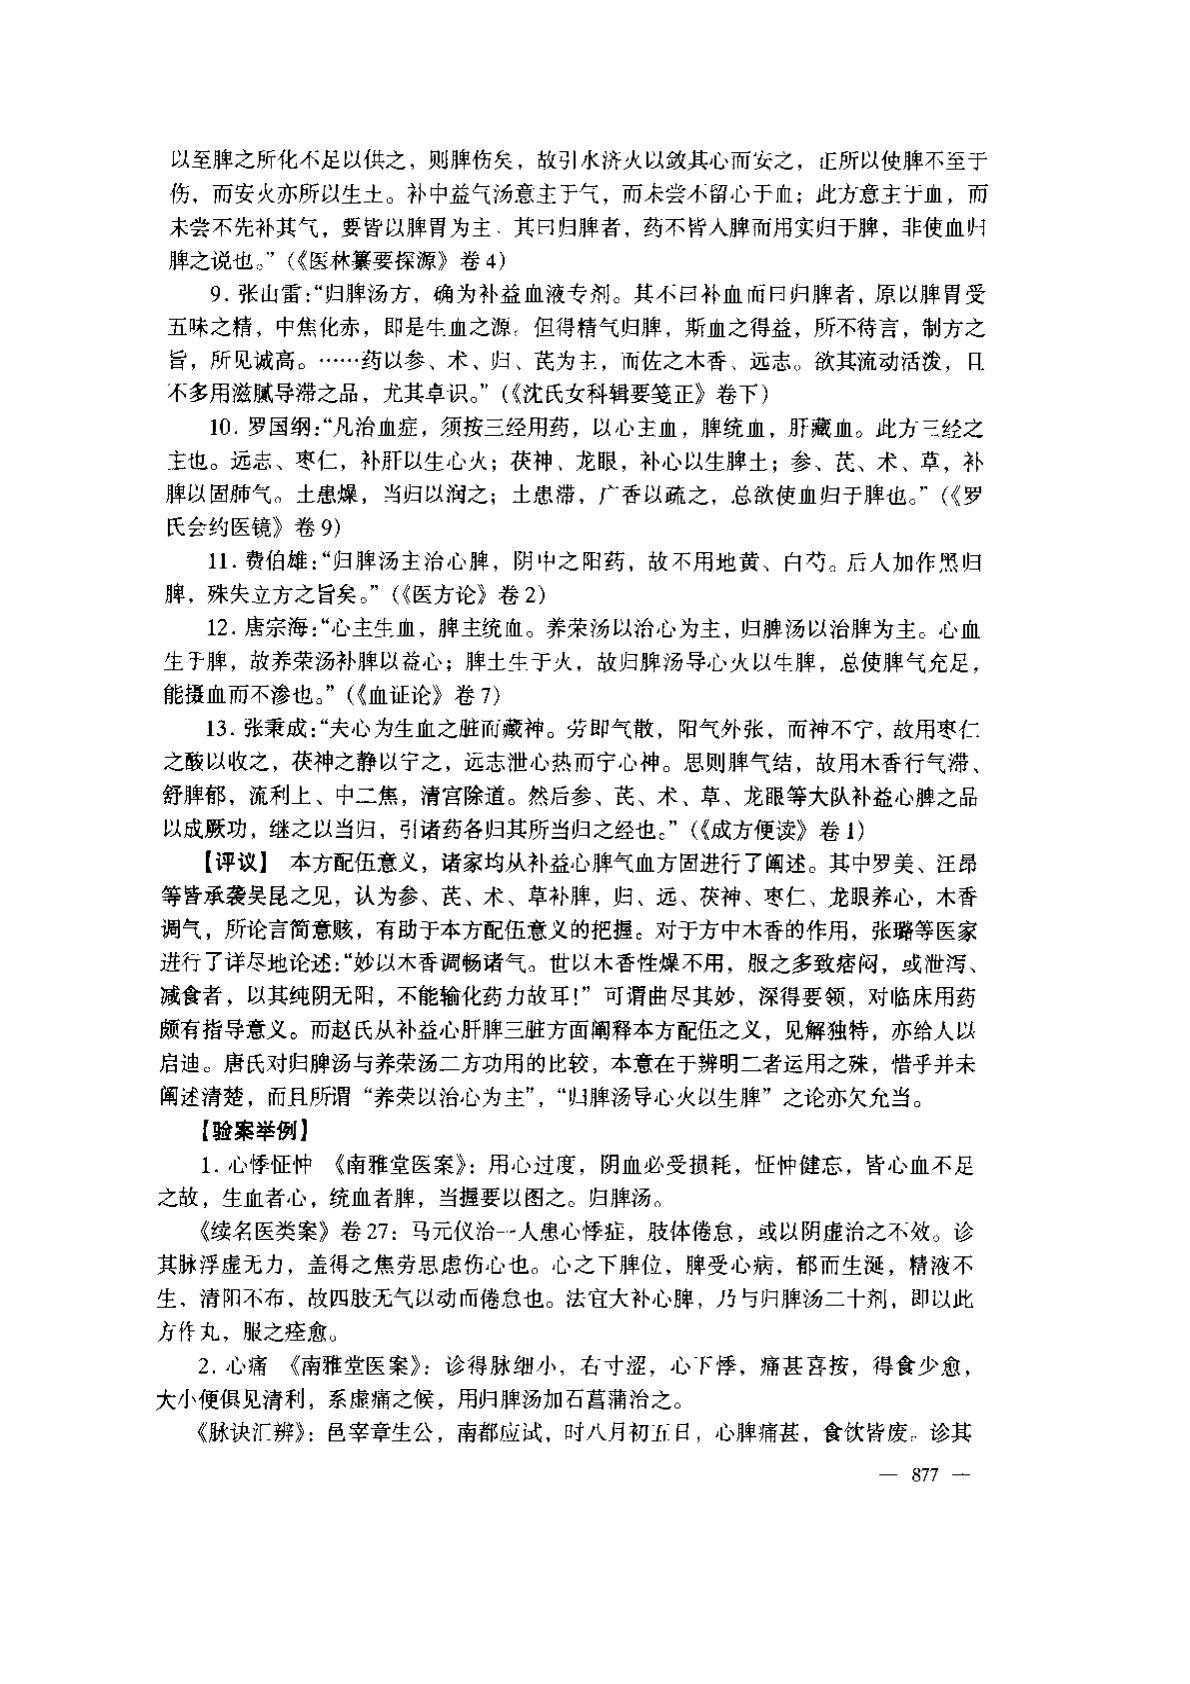 以至脾之所化不足以供之，则脾伤矣，故引水济火以敛其心而安之，正所以使脾不至于
伤，而安火亦所以生土。补中益气汤意主于气，而未尝不留心于血；此方意主于血，而
未尝不先补其气，要皆以脾胃为主．其曰归脾者，药不皆入脾而用实归于脾，非使血归
脾之说也。”（《医林纂要探源》卷 4）
9．张山雷：“归脾汤方，确为补益血液专剂。其不曰补血而曰归脾者，原以脾胃受
五味之精，中焦化赤，即是生血之源。但得精气归脾，斯血之得益，所不待言，制方之
旨，所见诚高。……药以参、术、归、芪为主，而佐之木香、远志。欲其流动活泼，且
不多用滋腻导滞之品，尤其卓识。”（《沈氏女科辑要笺正》卷下）
10．罗国纲：“凡治血症，须按三经用药，以心主血，脾统血，肝藏血。此方三经之
主也。远志、枣仁，补肝以生心火；茯神、龙眼，补心以生脾土；参、芪、术、草，补
脾以固肺气。土患燥，当归以润之；土患滞，广香以疏之，总欲使血归于脾也。”（《罗
氏会约医镜》卷 9）
11．费伯雄：“归脾汤主治心脾，阴中之阳药，故不用地黄、白芍。后人加作黑归
脾，殊失立方之旨矣。”（《医方论》卷 2）
12．唐宗海：“心主生血，脾主统血。养荣汤以治心为主，归脾汤以治脾为主。心血
生于脾，故养荣汤补脾以益心；脾土生于火，故归脾汤导心火以生脾，总使脾气充足，
能摄血而不渗也。”（《血证论》卷 7）
13．张秉成：“夫心为生血之脏而藏神。劳即气散，阳气外张，而神不宁，故用枣仁
之酸以收之，茯神之静以宁之，远志泄心热而宁心神。思则脾气结，故用木香行气滞、
舒脾郁，流利上、中二焦，清宫除道。然后参、芪、术、草、龙眼等大队补益心脾之品
以成厥功，继之以当归，引诸药各归其所当归之经也。”（《成方便读》卷 1）
【评议】 本方配伍意义，诸家均从补益心脾气血方固进行了阐述。其中罗美、汪昂
等皆承袭吴昆之见，认为参、芪、术、草补脾，归、远、茯神、枣仁、龙眼养心，木香
调气，所论言简意赅，有助于本方配伍意义的把握。对于方中木香的作用，张璐等医家
进行了详尽地论述：“妙以木香调畅诸气。世以木香性燥不用，服之多致痞闷，或泄泻、
减食者，以其纯阴无阳，不能输化药力故耳！”可谓曲尽其妙，深得要领，对临床用药
颇有指导意义。而赵氏从补益心肝脾三脏方面阐释本方配伍之义，见解独特，亦给人以
启迪。唐氏对归脾汤与养荣汤二方功用的比较，本意在于辨明二者运用之殊，惜乎并未
阐述清楚，而且所谓“养荣以治心为主”，“归脾汤导心火以生脾”之论亦欠允当。
【验案举例】
1．心悸怔忡 《南雅堂医案》：用心过度，阴血必受损耗，怔忡健忘，皆心血不足
之故，生血者心，统血者脾，当握要以图之。归脾汤。
《续名医类案》卷 27：马元仪治一人患心悸症，肢体倦怠，或以阴虚治之不效。诊
其脉浮虚无力，盖得之焦劳思虑伤心也。心之下脾位，脾受心病，郁而生涎，精液不
生，清阳不布，故四肢无气以动而倦怠也。法宜大补心脾，乃与归脾汤二十剂，即以此
方作丸，服之痊愈。
2．心痛 《南雅堂医案》：诊得脉细小，右寸涩，心下悸，痛甚喜按，得食少愈，
大小便俱见清利，系虚痛之候，用归脾汤加石菖蒲治之。
《脉诀汇辨》：邑宰章生公，南都应试，时八月初五日，心脾痛甚，食饮皆废。诊其
— 877 —